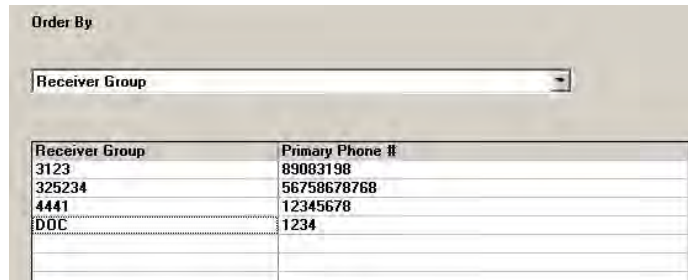 Order By
Receiver Group
Receiver Group Primary Phone #
3123 89083198
325234 56758678768
4441 12345678
DOC 1234